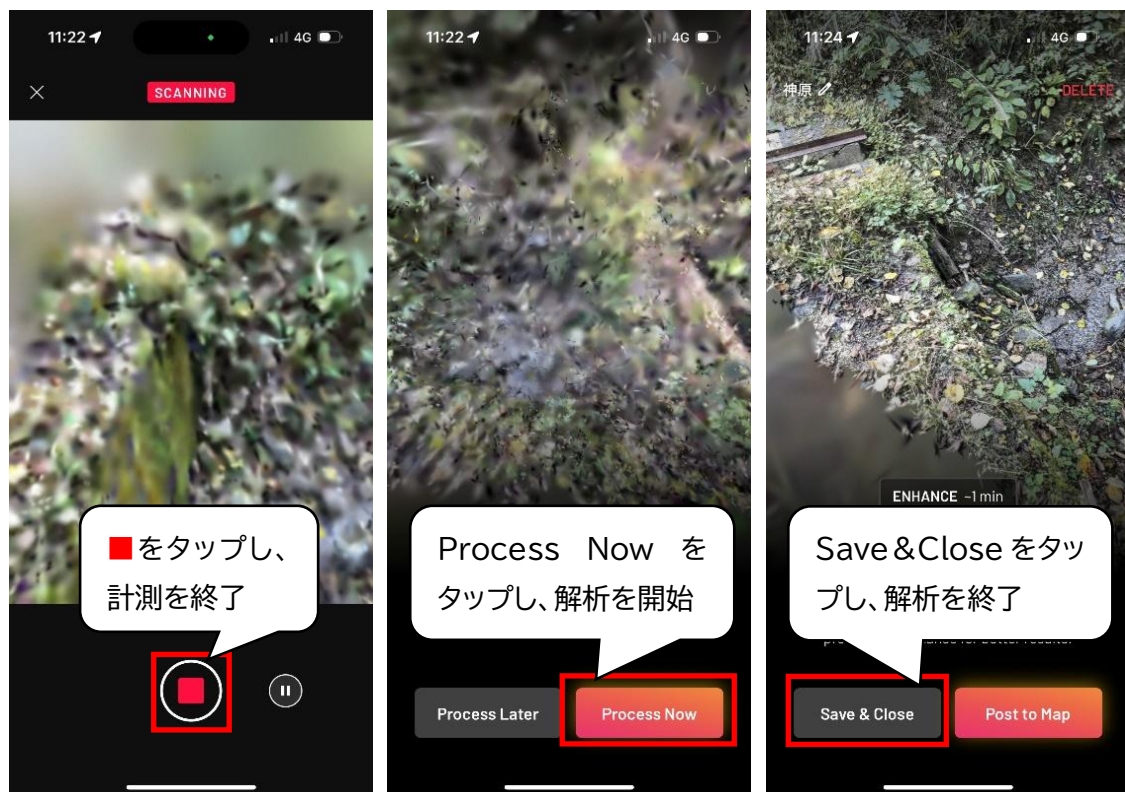 11:22
4G
SCANNING
■をタップし、
計測を終了
11:22
4G
Process Now を
タップし、解析を開始
Process Later
Process Now
11:24
4G
神原
DELETE
ENHANCE ~1 min
Save&Close をタッ
プし、解析を終了
Save & Close
Post to Map